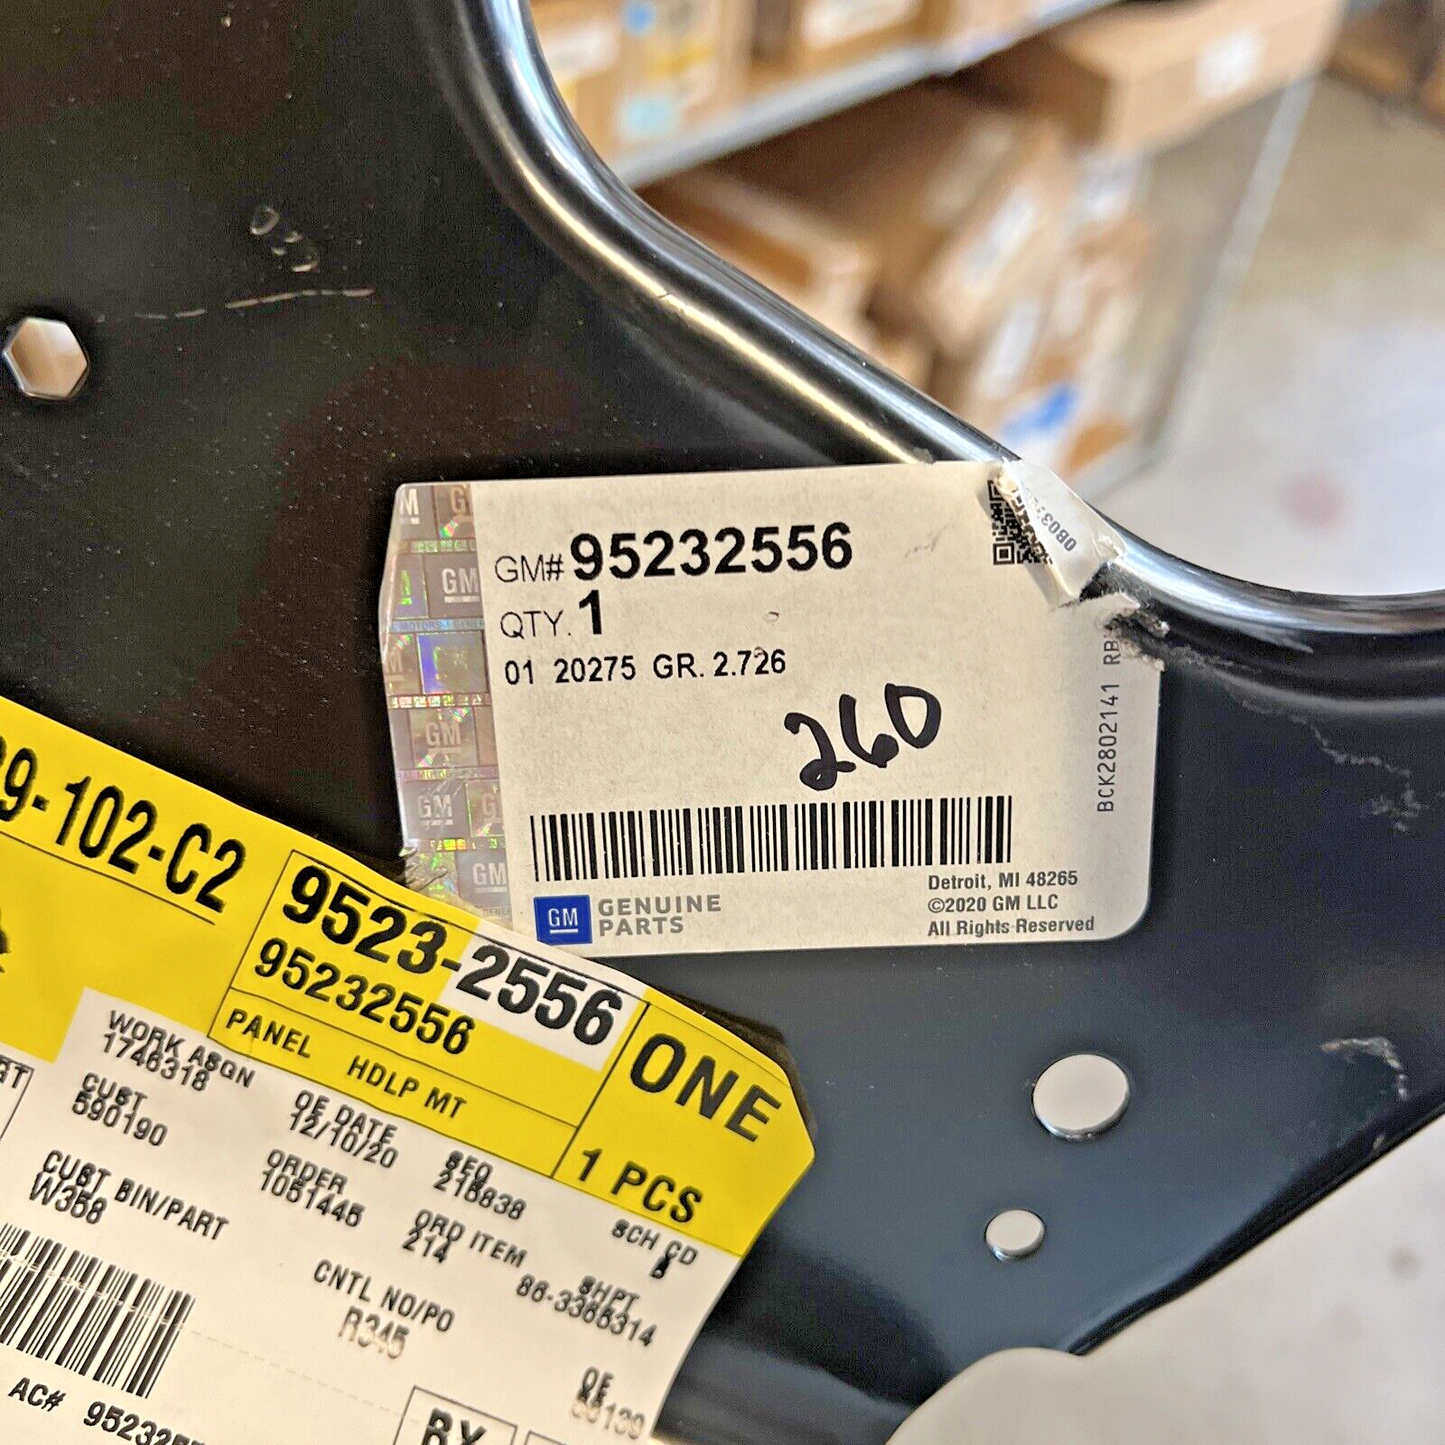 GM# 95232556
QTY. 1
01 20275 GR. 2.726
260
BCK2802141
GM GENUINE PARTS
Detroit, MI 48265
©2020 GM LLC
All Rights Reserved
9-102-C2
9523-2556
95232556
PANEL HDLP MT
ONE
1 PCS
WORK ASGN
1746318
CUST
590190
OE DATE
12/10/20
SEQ
ORDER
1051445
ORD ITEM
214
SCH CD
CUST BIN/PART
W358
CNTL NO/PO
R345
SHPT
OE
AC# 95232